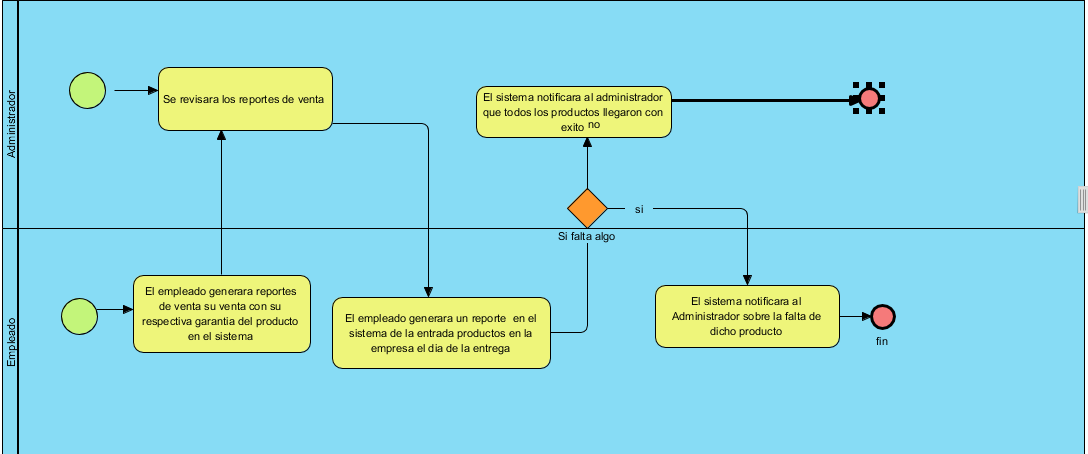 Administrador
Se revisara los reportes de venta
El sistema notificara al administrador
que todos los productos llegaron con
exito no
si
Si falta algo
Empleado
El empleado generara reportes
de venta su venta con su
respectiva garantia del producto
en el sistema
El empleado generara un reporte en el
sistema de la entrada productos en la
empresa el dia de la entrega
El sistema notificara al
Administrador sobre la falta de
dicho producto
fin